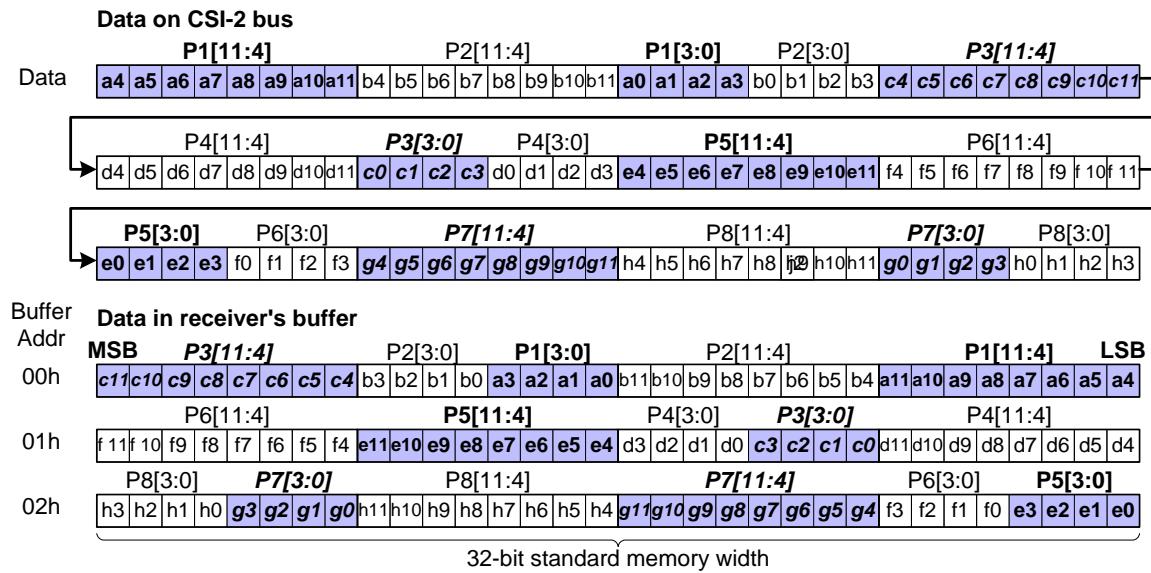 Data on CSI-2 bus
P1[11:4] P2[11:4] P1[3:0] P2[3:0] P3[11:4]
Data a4 a5 a6 a7 a8 a9 a10 a11 b4 b5 b6 b7 b8 b9 b10 b11 a0 a1 a2 a3 b0 b1 b2 b3 c4 c5 c6 c7 c8 c9 c10 c11
P4[11:4] P3[3:0] P4[3:0] P5[11:4] P6[11:4]
d4 d5 d6 d7 d8 d9 d10 d11 c0 c1 c2 c3 d0 d1 d2 d3 e4 e5 e6 e7 e8 e9 e10 e11 f4 f5 f6 f7 f8 f9 f 10 f 11
P5[3:0] P6[3:0] P7[11:4] P8[11:4] P7[3:0] P8[3:0]
e0 e1 e2 e3 f0 f1 f2 f3 g4 g5 g6 g7 g8 g9 g10 g11 h4 h5 h6 h7 h8 h10 h11 g0 g1 g2 g3 h0 h1 h2 h3
Buffer Addr
Data in receiver's buffer
MSB P3[11:4] P2[3:0] P1[3:0] P2[11:4] P1[11:4] LSB
00h c11 c10 c9 c8 c7 c6 c5 c4 b3 b2 b1 b0 a3 a2 a1 a0 b11 b10 b9 b8 b7 b6 b5 b4 a11 a10 a9 a8 a7 a6 a5 a4
P6[11:4] P5[11:4] P4[3:0] P3[3:0] P4[11:4]
01h f 11 f 10 f9 f8 f7 f6 f5 f4 e11 e10 e9 e8 e7 e6 e5 e4 d3 d2 d1 d0 c3 c2 c1 c0 d11 d10 d9 d8 d7 d6 d5 d4
P8[3:0] P7[3:0] P8[11:4] P7[11:4] P6[3:0] P5[3:0]
02h h3 h2 h1 h0 g3 g2 g1 g0 h11 h10 h9 h8 h7 h6 h5 h4 g11 g10 g9 g8 g7 g6 g5 g4 f3 f2 f1 f0 e3 e2 e1 e0
32-bit standard memory width